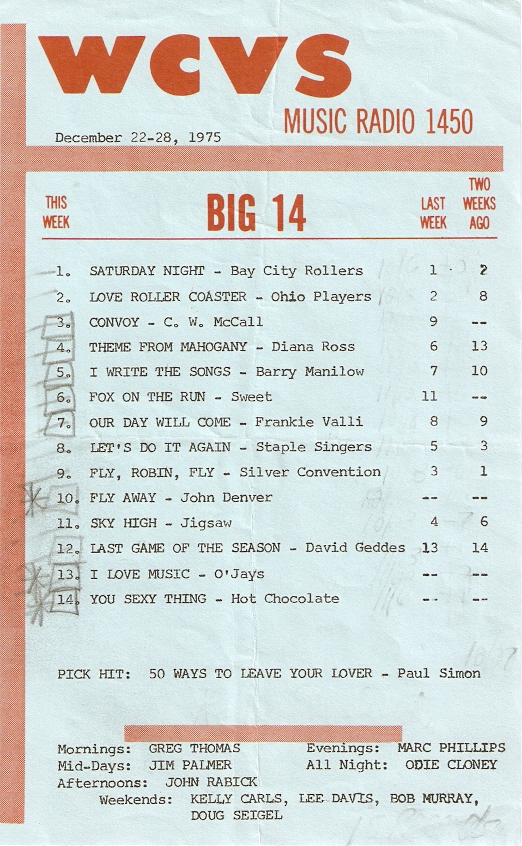 WCVS
MUSIC RADIO 1450
December 22-28, 1975
THIS WEEK BIG 14 LAST WEEK TWO WEEKS AGO
1. SATURDAY NIGHT - Bay City Rollers 1 2
2. LOVE ROLLER COASTER - Ohio Players 2 8
3. CONVOY - C. W. McCall 9 --
4. THEME FROM MAHOGANY - Diana Ross 6 13
5. I WRITE THE SONGS - Barry Manilow 7 10
6. FOX ON THE RUN - Sweet 11 --
7. OUR DAY WILL COME - Frankie Valli 8 9
8. LET'S DO IT AGAIN - Staple Singers 5 3
9. FLY, ROBIN, FLY - Silver Convention 3 1
10. FLY AWAY - John Denver -- --
11. SKY HIGH - Jigsaw 4 6
12. LAST GAME OF THE SEASON - David Geddes 13 14
13. I LOVE MUSIC - O'Jays -- --
14. YOU SEXY THING - Hot Chocolate -- --
PICK HIT: 50 WAYS TO LEAVE YOUR LOVER - Paul Simon
Mornings: GREG THOMAS Evenings: MARC PHILLIPS
Mid-Days: JIM PALMER All Night: ODIE CLONEY
Afternoons: JOHN RABICK
Weekends: KELLY CARLS, LEE DAVIS, BOB MURRAY,
DOUG SEIGEL